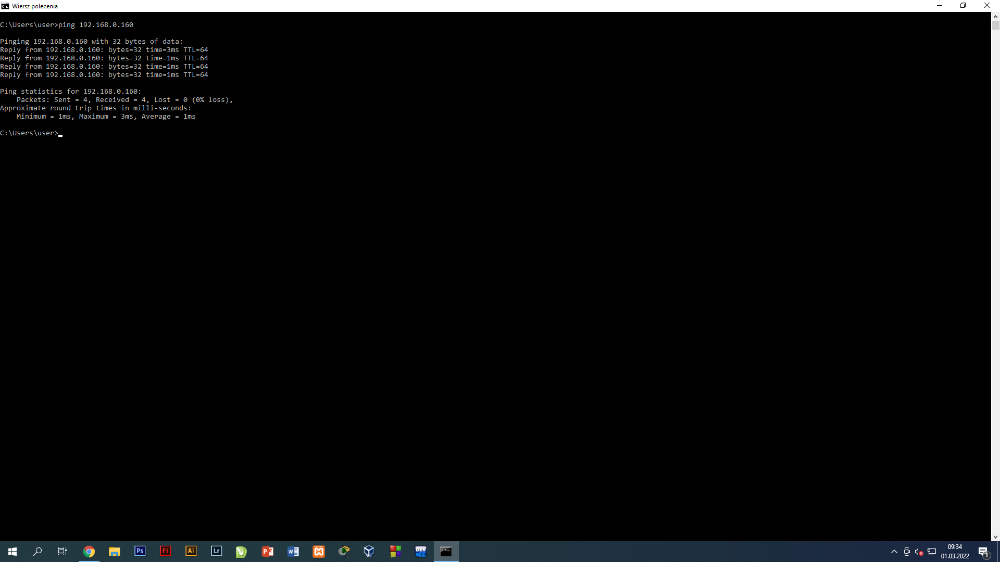 Wiersz polecenia
C:\Users\user>ping 192.168.0.160
Pinging 192.168.0.160 with 32 bytes of data:
Reply from 192.168.0.160: bytes=32 time=3ms TTL=64
Reply from 192.168.0.160: bytes=32 time=1ms TTL=64
Reply from 192.168.0.160: bytes=32 time=1ms TTL=64
Reply from 192.168.0.160: bytes=32 time=1ms TTL=64
Ping statistics for 192.168.0.160:
    Packets: Sent = 4, Received = 4, Lost = 0 (0% loss),
Approximate round trip times in milli-seconds:
    Minimum = 1ms, Maximum = 3ms, Average = 1ms
C:\Users\user>
Ps Fl Ai Lr P W DEV C:\_
09:34
01.03.2022
1